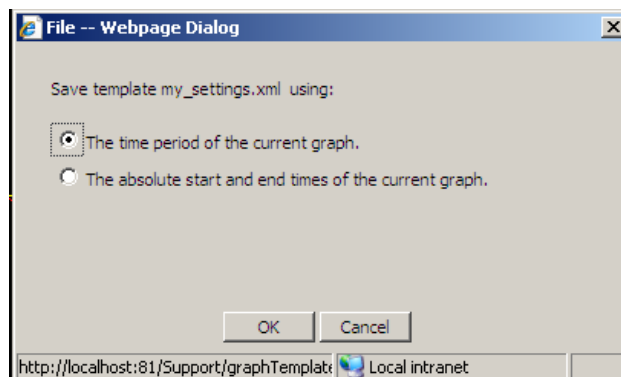 File -- Webpage Dialog
Save template my_settings.xml using:
The time period of the current graph.
The absolute start and end times of the current graph.
OK Cancel
http://localhost:81/Support/graphTemplate Local intranet